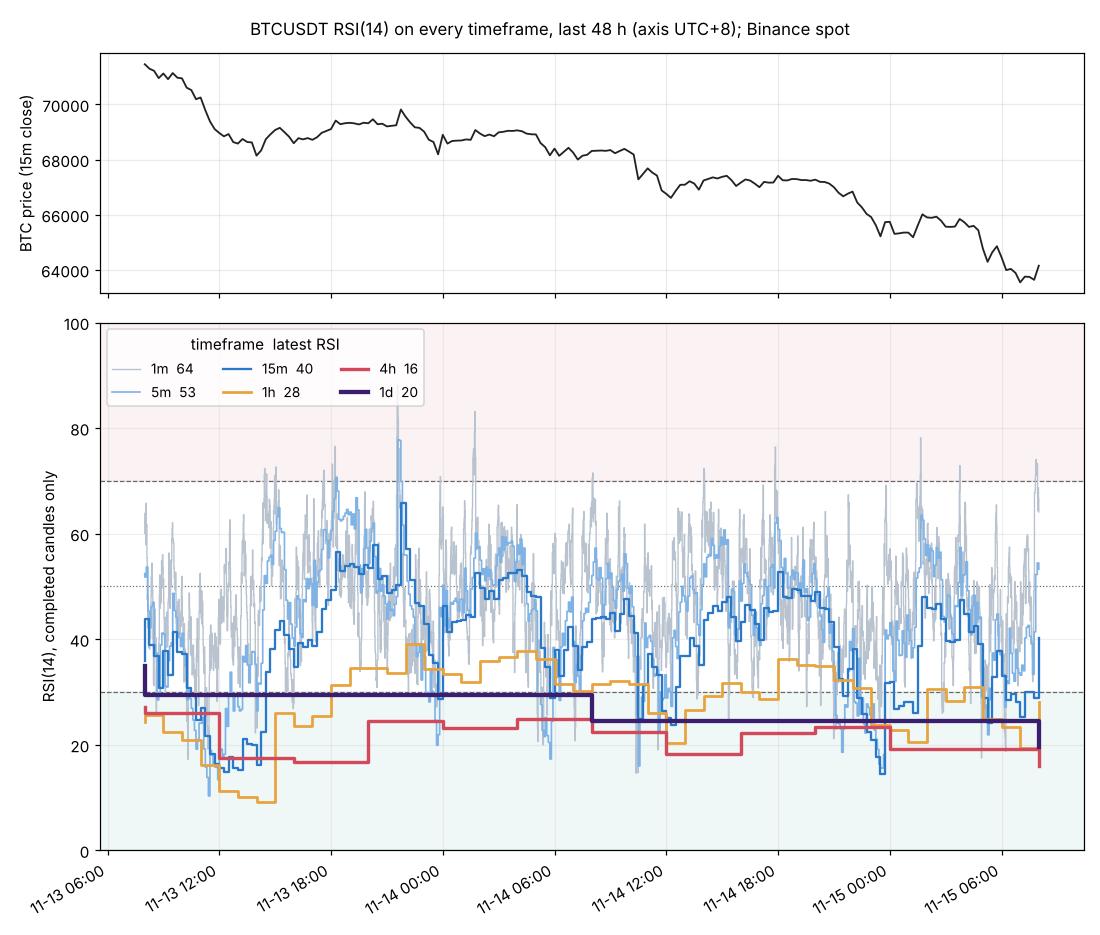 BTCUSDT RSI(14) on every timeframe, last 48 h (axis UTC+8); Binance spot
BTC price (15m close)
70000
68000
66000
64000
RSI(14), completed candles only
100
80
60
40
20
0
timeframe  latest RSI
1m  64
15m  40
4h  16
5m  53
1h  28
1d  20
11-13 06:00
11-13 12:00
11-13 18:00
11-14 00:00
11-14 06:00
11-14 12:00
11-14 18:00
11-15 00:00
11-15 06:00